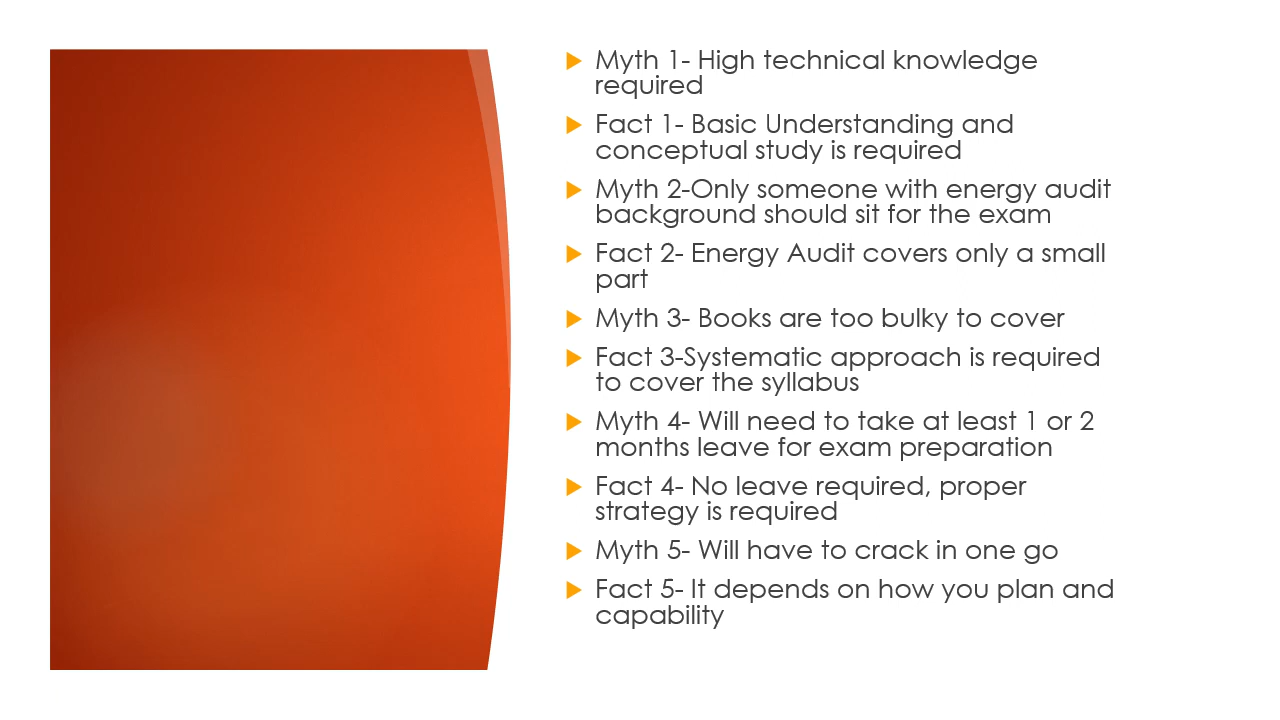 Myth 1- High technical knowledge
required
Fact 1- Basic Understanding and
conceptual study is required
Myth 2-Only someone with energy audit
background should sit for the exam
Fact 2- Energy Audit covers only a small
part
Myth 3- Books are too bulky to cover
Fact 3-Systematic approach is required
to cover the syllabus
Myth 4- Will need to take at least 1 or 2
months leave for exam preparation
Fact 4- No leave required, proper
strategy is required
Myth 5- Will have to crack in one go
Fact 5- It depends on how you plan and
capability